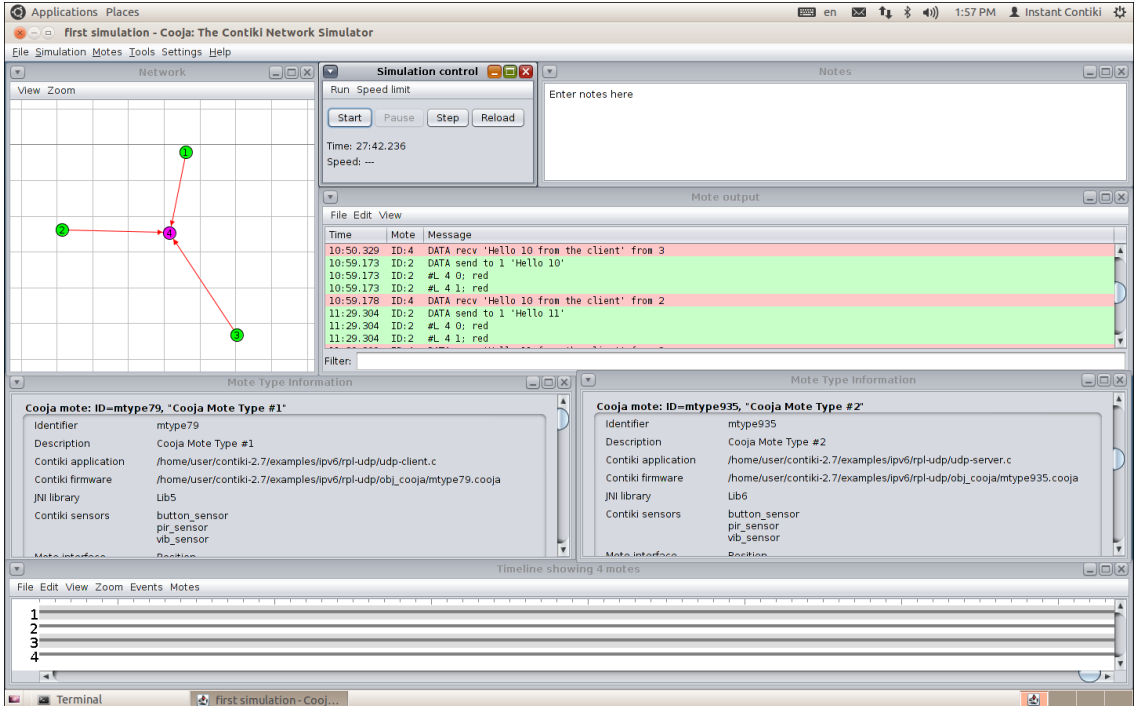 Applications Places
en 1:57 PM Instant Contiki
first simulation - Cooja: The Contiki Network Simulator
File Simulation Motes Tools Settings Help
Network
View Zoom
1
2
4
3
Simulation control
Run Speed limit
Start Pause Step Reload
Time: 27:42.236
Speed: ---
Notes
Enter notes here
Mote output
File Edit View
Time Mote Message
10:50.329 ID:4 DATA recv 'Hello 10 from the client' from 3
10:59.173 ID:2 DATA send to 1 'Hello 10'
10:59.173 ID:2 #L 4 0; red
10:59.173 ID:2 #L 4 1; red
10:59.178 ID:4 DATA recv 'Hello 10 from the client' from 2
11:29.304 ID:2 DATA send to 1 'Hello 11'
11:29.304 ID:2 #L 4 0; red
11:29.304 ID:2 #L 4 1; red
Filter:
Mote Type Information
Cooja mote: ID=mtype79, "Cooja Mote Type #1"
Identifier mtype79
Description Cooja Mote Type #1
Contiki application /home/user/contiki-2.7/examples/ipv6/rpl-udp/udp-client.c
Contiki firmware /home/user/contiki-2.7/examples/ipv6/rpl-udp/obj_cooja/mtype79.cooja
JNI library Lib5
Contiki sensors button_sensor
pir_sensor
vib_sensor
Mote interface Position
Mote Type Information
Cooja mote: ID=mtype935, "Cooja Mote Type #2"
Identifier mtype935
Description Cooja Mote Type #2
Contiki application /home/user/contiki-2.7/examples/ipv6/rpl-udp/udp-server.c
Contiki firmware /home/user/contiki-2.7/examples/ipv6/rpl-udp/obj_cooja/mtype935.cooja
JNI library Lib6
Contiki sensors button_sensor
pir_sensor
vib_sensor
Mote interface Position
Timeline showing 4 motes
File Edit View Zoom Events Motes
1
2
3
4
Terminal first simulation - Cooj...